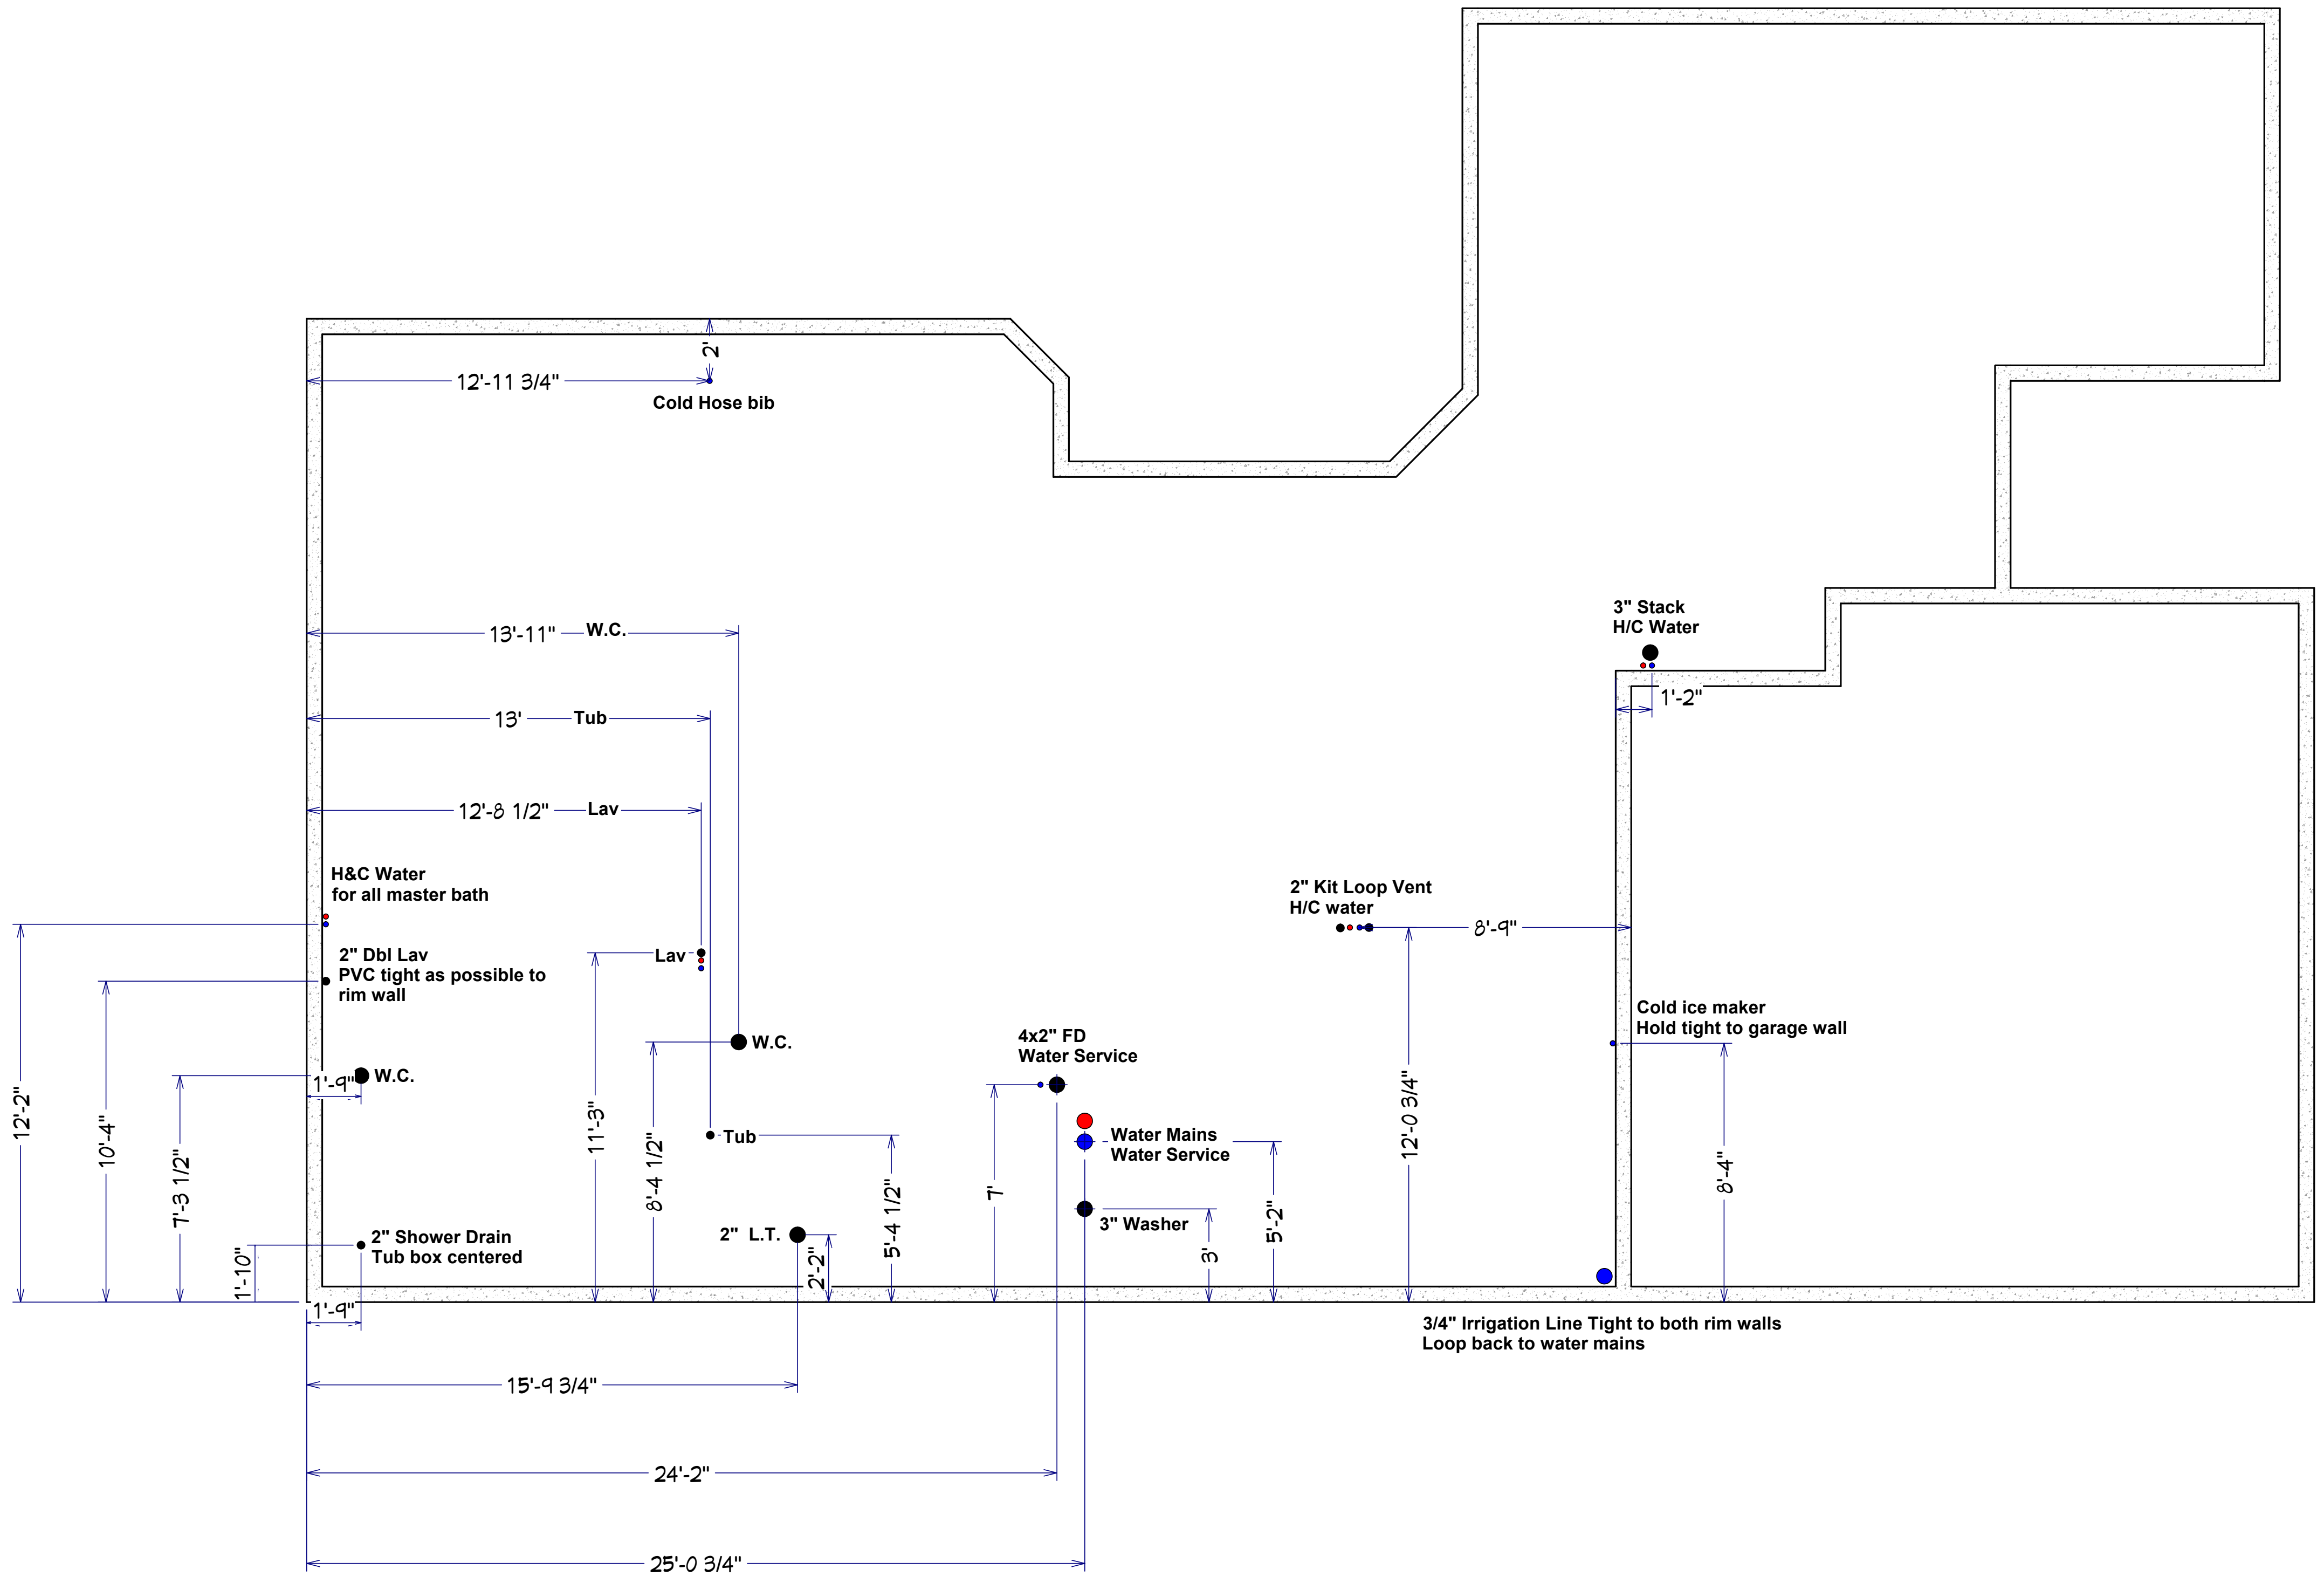 2'
12'-11 3/4"
Cold Hose bib
3" Stack
H/C Water
13'-11" W.C.
1'-2"
13' Tub
12'-8 1/2" Lav
H&C Water
for all master bath
2" Kit Loop Vent
H/C water
8'-9"
2" Dbl Lav
PVC tight as possible to
rim wall
Lav
Cold ice maker
Hold tight to garage wall
4x2" FD
Water Service
W.C.
W.C.
1'-9"
12'-2"
10'-4"
7'-3 1/2"
11'-3"
8'-4 1/2"
Tub
Water Mains
Water Service
12'-0 3/4"
8'-4"
7'
5'-4 1/2"
5'-2"
3" Washer
3'
2" L.T.
2'-2"
2" Shower Drain
Tub box centered
1'-10"
1'-9"
3/4" Irrigation Line Tight to both rim walls
Loop back to water mains
15'-9 3/4"
24'-2"
25'-0 3/4"